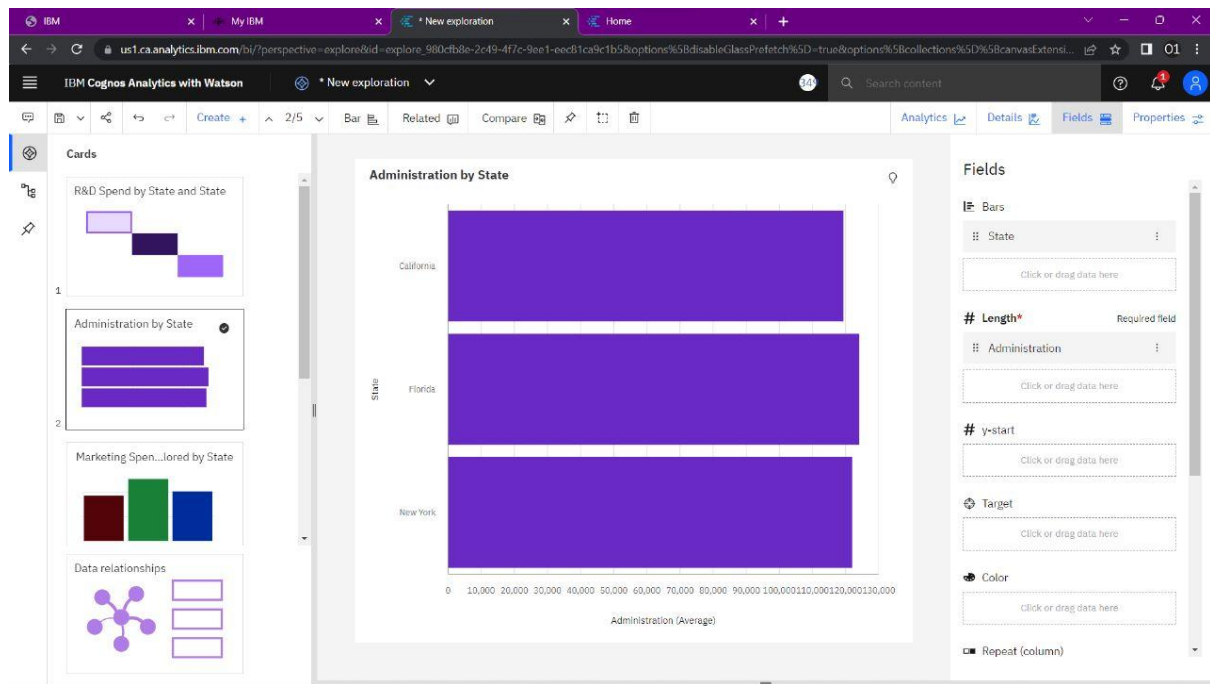 IBM
My IBM
* New exploration
Home
us1.ca.analytics.ibm.com/bi/?perspective=explore&id=explore_980cfb8e-2c49-4f7c-9ee1-eec81ca9c1b5&options%5BdisableGlassPrefetch%5D=true&options%5Bcollections%5D%5BcanvasExtensi...
01
IBM Cognos Analytics with Watson
* New exploration
349
Search content
1
Create +
2/5
Bar
Related
Compare
Analytics
Details
Fields
Properties
Cards
R&D Spend by State and State
1
Administration by State
2
Marketing Spen...lored by State
Data relationships
Administration by State
State
California
Florida
New York
0 10,000 20,000 30,000 40,000 50,000 60,000 70,000 80,000 90,000 100,000 110,000 120,000 130,000
Administration (Average)
Fields
Bars
State
Click or drag data here
# Length*
Required field
Administration
Click or drag data here
# y-start
Click or drag data here
Target
Click or drag data here
Color
Click or drag data here
Repeat (column)